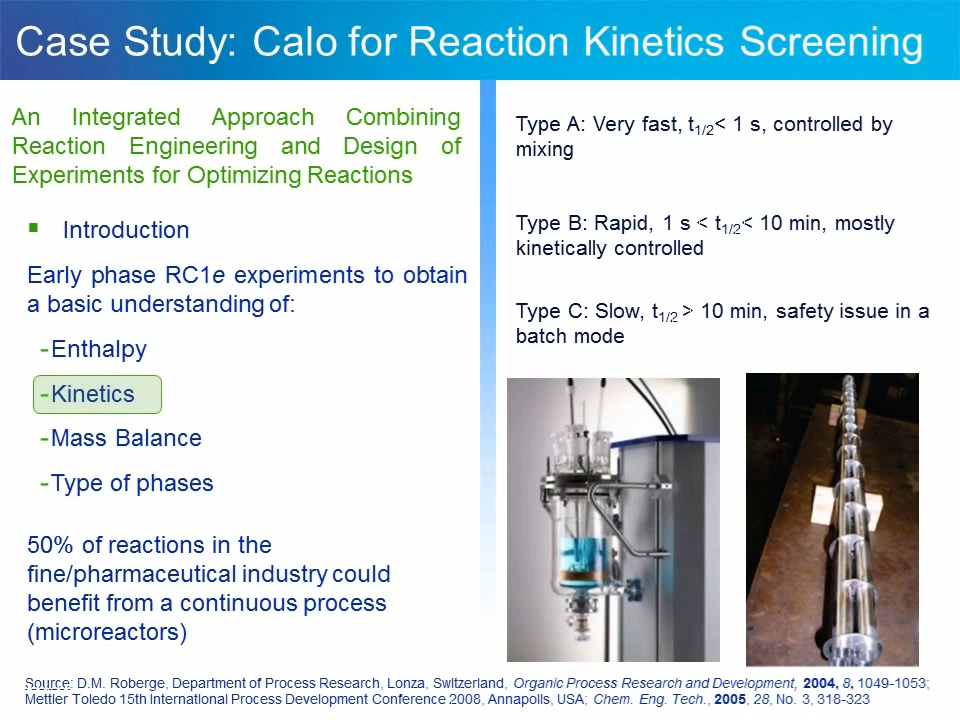 Case Study: Calo for Reaction Kinetics Screening
An Integrated Approach Combining
Reaction Engineering and Design of
Experiments for Optimizing Reactions
▪ Introduction
Early phase RC1e experiments to obtain
a basic understanding of:
-Enthalpy
-Kinetics
-Mass Balance
-Type of phases
50% of reactions in the
fine/pharmaceutical industry could
benefit from a continuous process
(microreactors)
Type A: Very fast, t1/2< 1 s, controlled by
mixing
Type B: Rapid, 1 s < t1/2< 10 min, mostly
kinetically controlled
Type C: Slow, t1/2 > 10 min, safety issue in a
batch mode
Source: D.M. Roberge, Department of Process Research, Lonza, Switzerland, Organic Process Research and Development, 2004, 8, 1049-1053;
Mettler Toledo 15th International Process Development Conference 2008, Annapolls, USA; Chem. Eng. Tech., 2005, 28, No. 3, 318-323